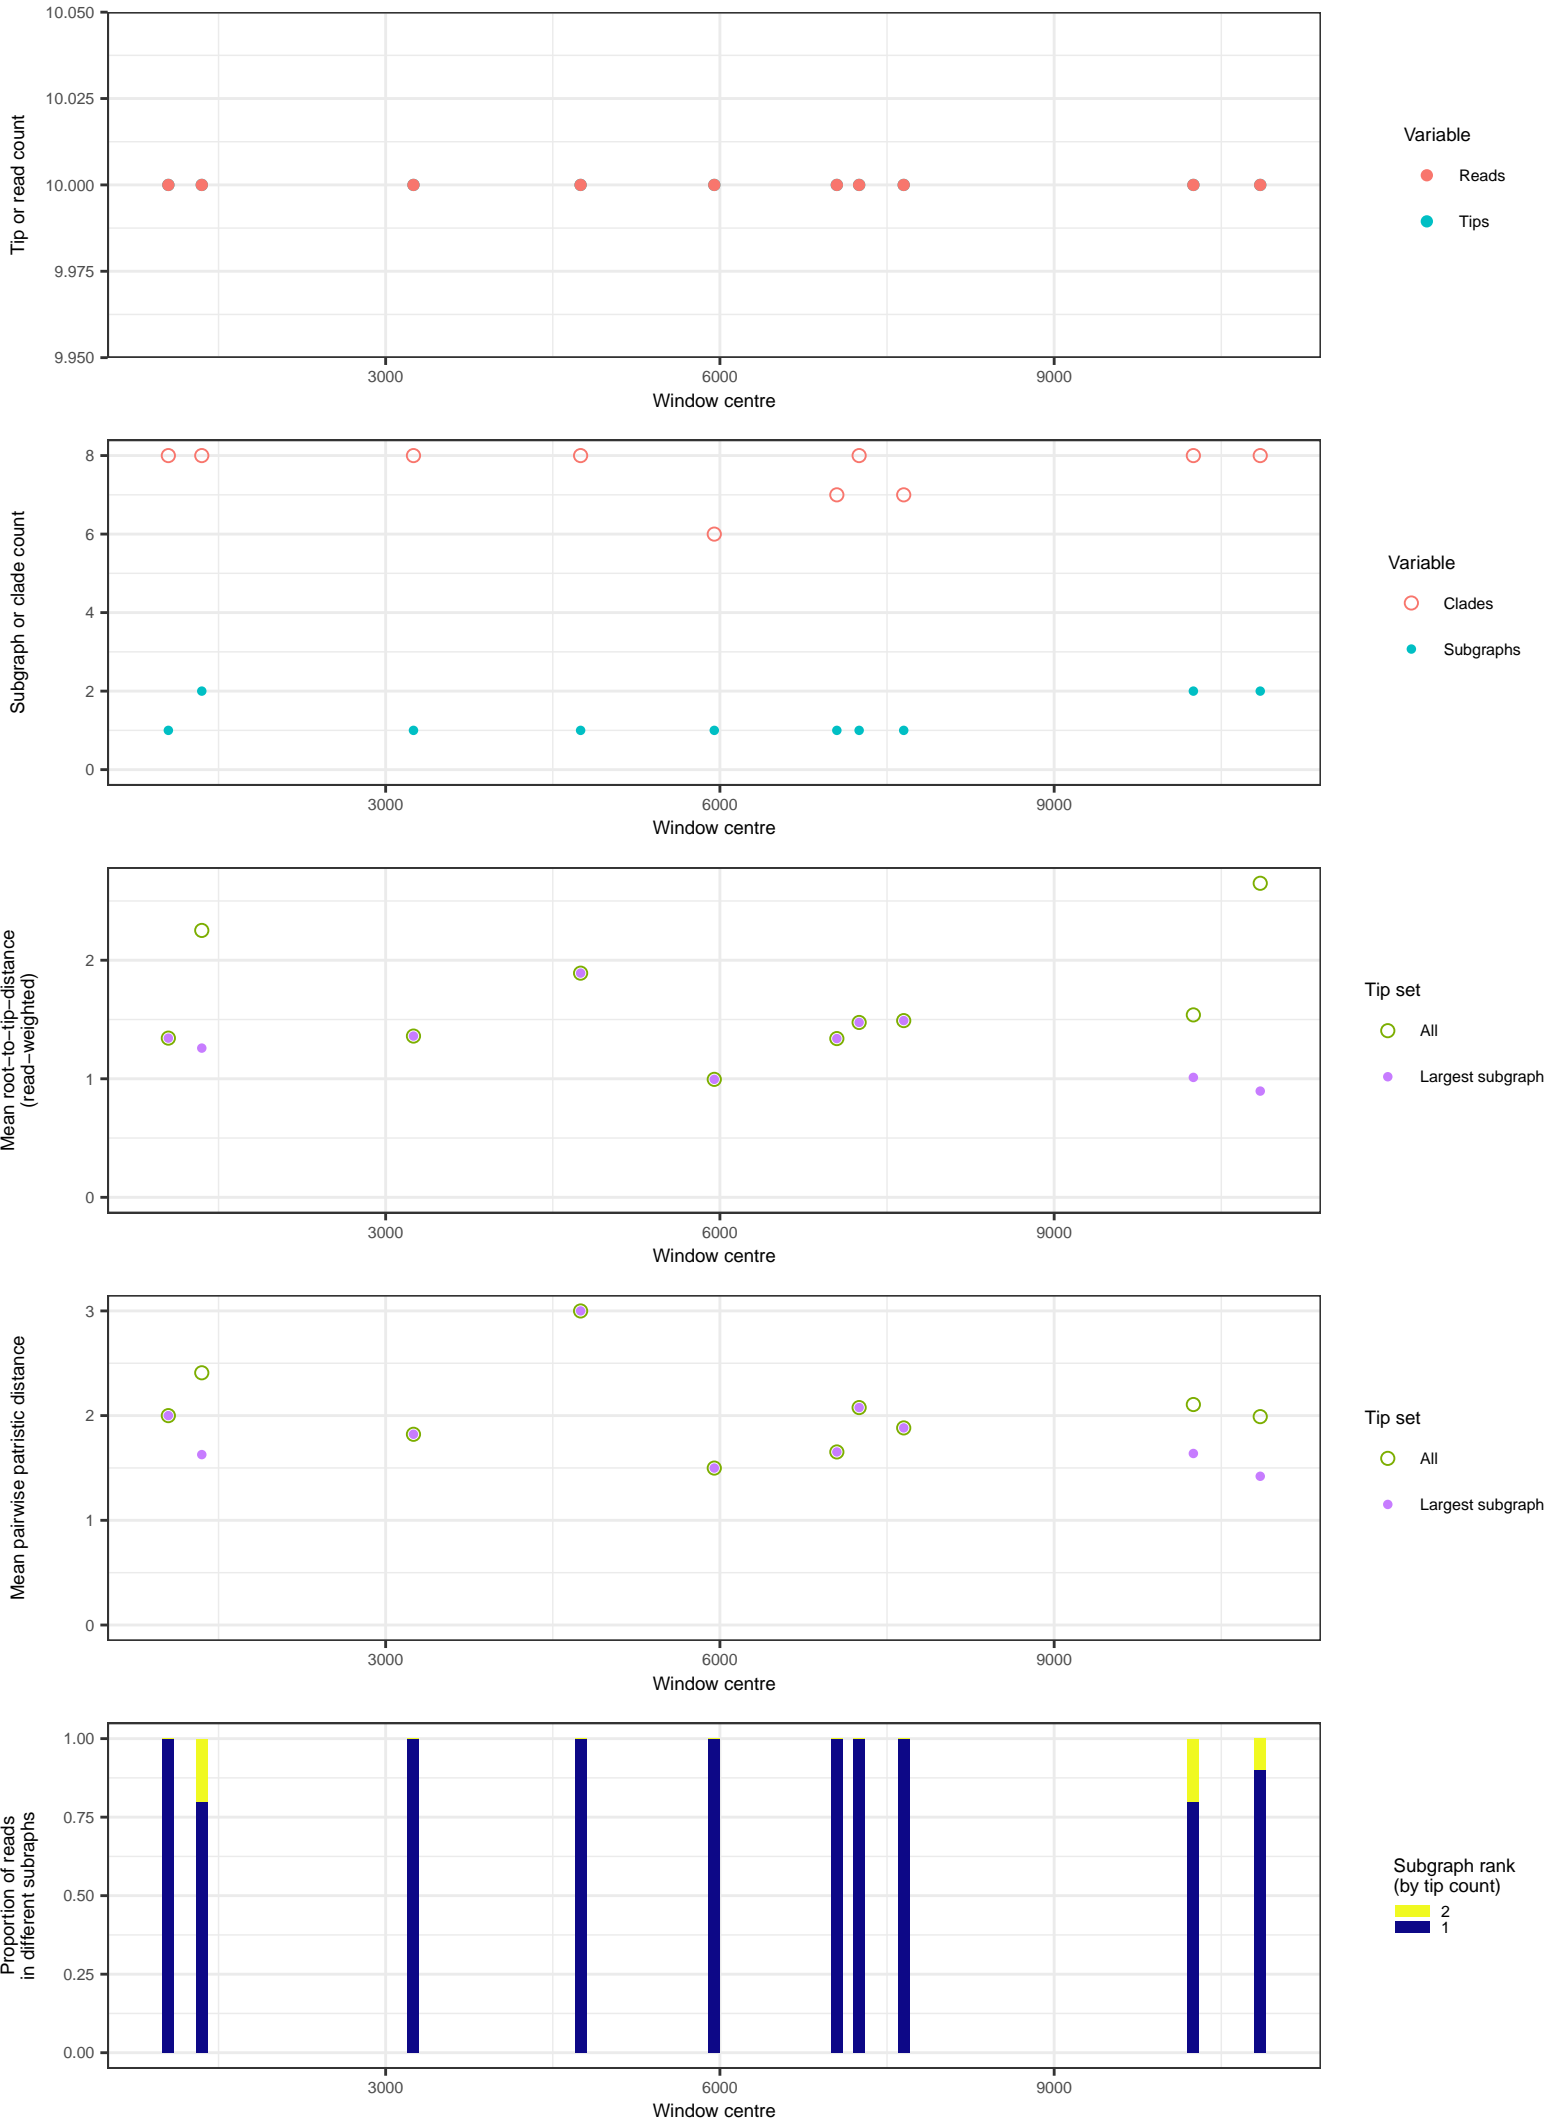 10.050
10.025
10.000
9.975
9.950
Tip or read count
3000 6000 9000
Window centre
Variable
Reads
Tips
8
6
4
2
0
Subgraph or clade count
3000 6000 9000
Window centre
Variable
Clades
Subgraphs
2
1
0
Mean root−to−tip−distance
(read−weighted)
3000 6000 9000
Window centre
Tip set
All
Largest subgraph
3
2
1
0
Mean pairwise patristic distance
3000 6000 9000
Window centre
Tip set
All
Largest subgraph
1.00
0.75
0.50
0.25
0.00
Proportion of reads
in different subraphs
3000 6000 9000
Window centre
Subgraph rank
(by tip count)
2
1